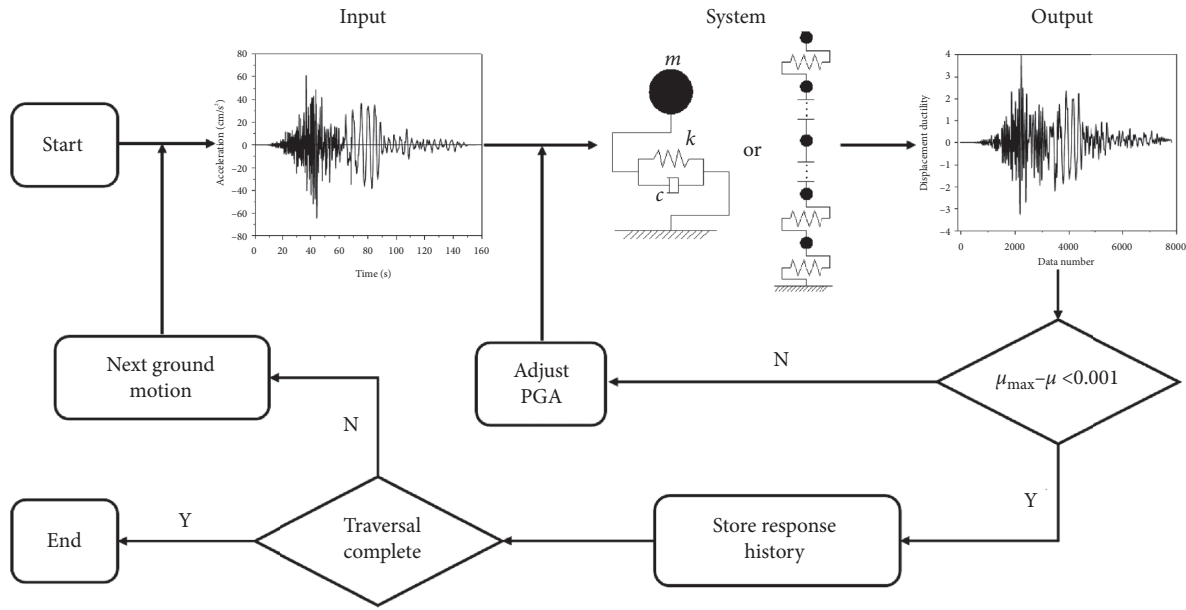 Input
System
Output
Start
80
60
40
20
0
−20
−40
−60
−80
Acceleration (cm/s²)
0 20 40 60 80 100 120 140 160
Time (s)
m
k
c
or
4
3
2
1
0
−1
−2
−3
−4
Displacement ductility
0 2000 4000 6000 8000
Data number
Next ground
motion
Adjust
PGA
N
μmax−μ <0.001
N
Y
End
Y
Traversal
complete
Store response
history